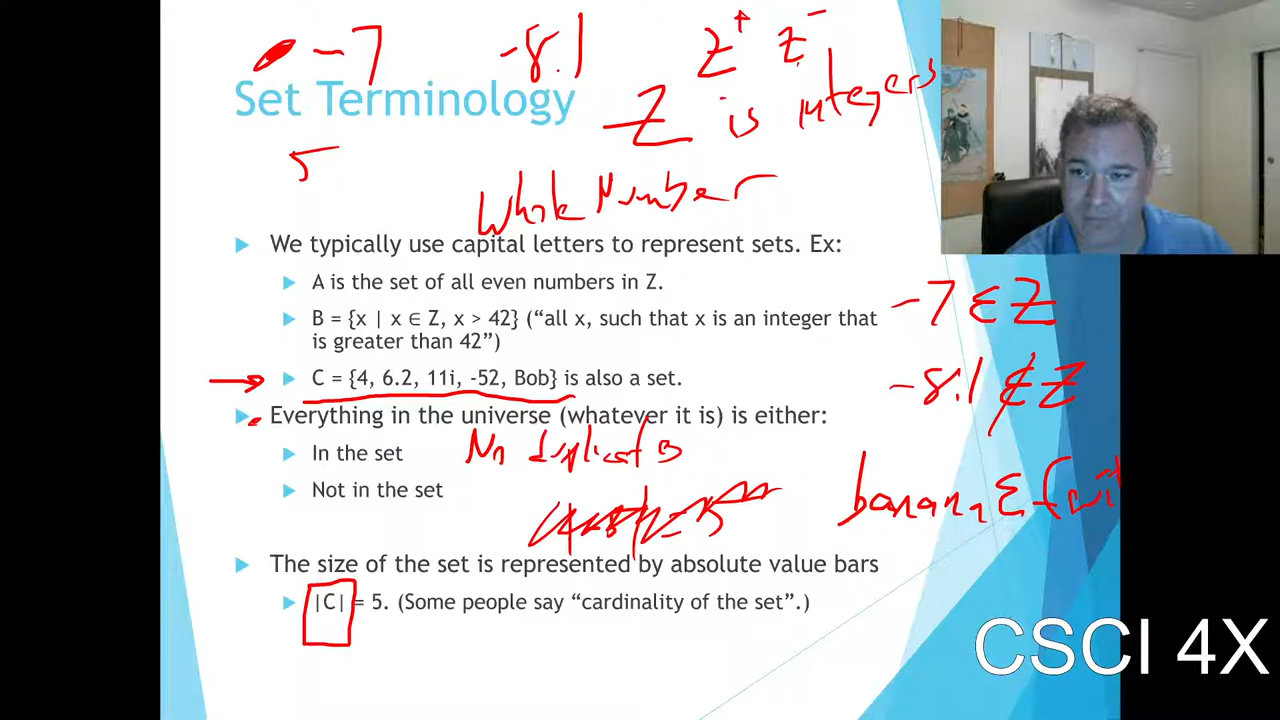 -7 -8.1 Z⁺ Z⁻
Set Terminology Z is integers
5
Whole Number
We typically use capital letters to represent sets. Ex:
A is the set of all even numbers in Z.
B = {x | x ∈ Z, x > 42} (“all x, such that x is an integer that
is greater than 42”)
C = {4, 6.2, 11i, -52, Bob} is also a set.
Everything in the universe (whatever it is) is either:
In the set
No duplicates
Not in the set
The size of the set is represented by absolute value bars
|C| = 5. (Some people say “cardinality of the set”.)
-7 ∈ Z
-8.1 ∉ Z
banana ∈ fruit
CSCI 4X